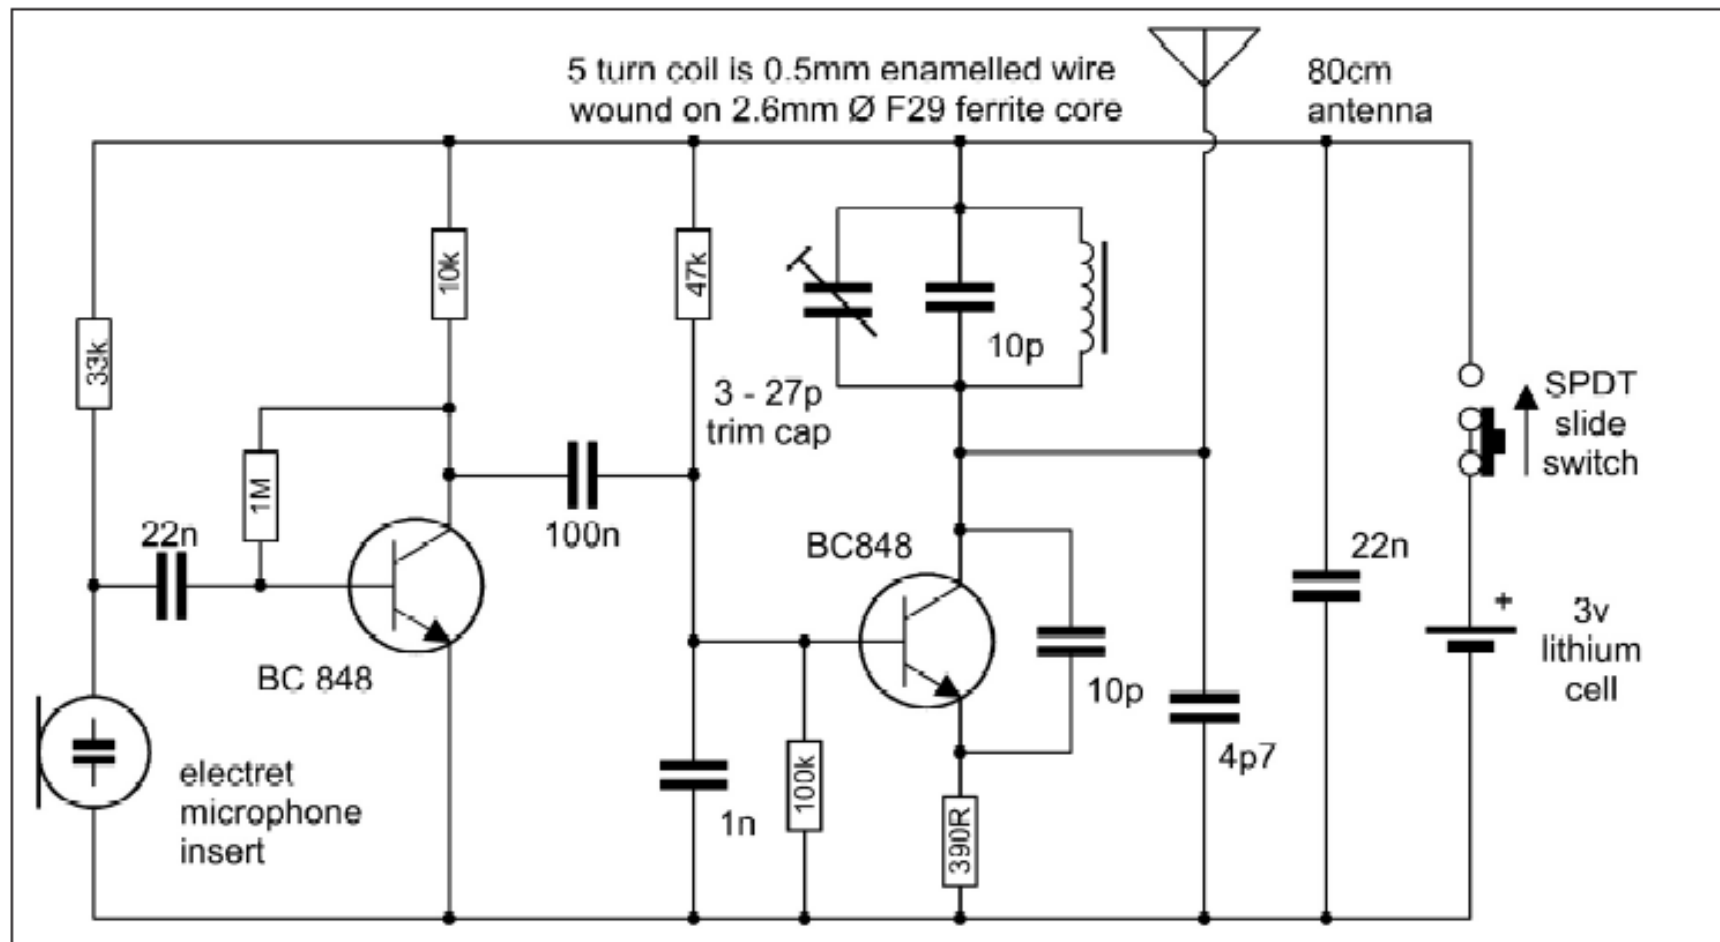 5 turn coil is 0.5mm enamelled wire
wound on 2.6mm Ø F29 ferrite core
80cm
antenna
10k
47k
33k
10p
3 - 27p
trim cap
SPDT
slide
switch
1M
22n
100n
BC848
22n
+
3v
lithium
cell
BC 848
10p
4p7
electret
microphone
insert
1n
100k
390R